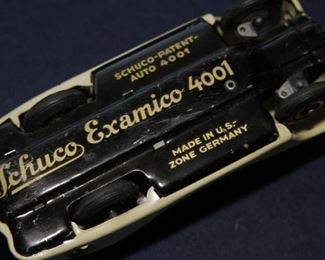 SCHUCO-PATENT-
AUTO 4001
Schuco Examico 4001
MADE IN U.S.-
ZONE GERMANY